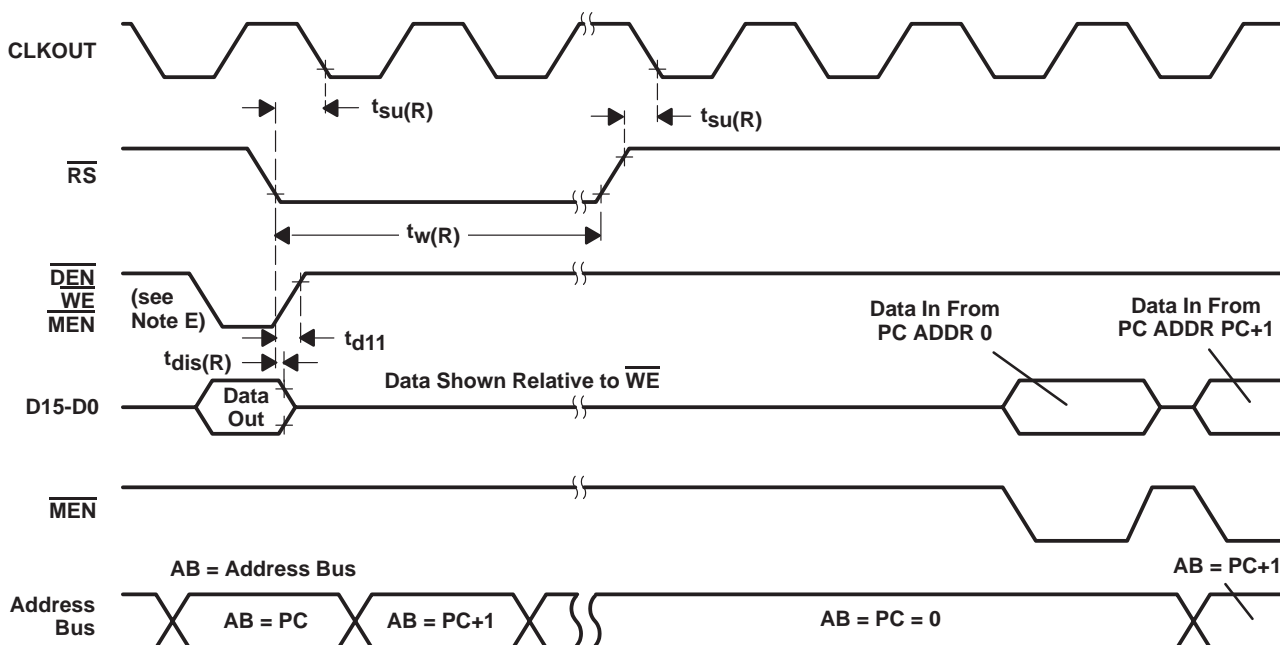 CLKOUT
tsu(R)
tsu(R)
RS
tw(R)
DEN
WE
MEN
(see
Note E)
td11
tdis(R)
Data In From
PC ADDR 0
Data In From
PC ADDR PC+1
D15-D0
Data
Out
Data Shown Relative to WE
MEN
AB = Address Bus
AB = PC+1
Address
Bus
AB = PC
AB = PC+1
AB = PC = 0